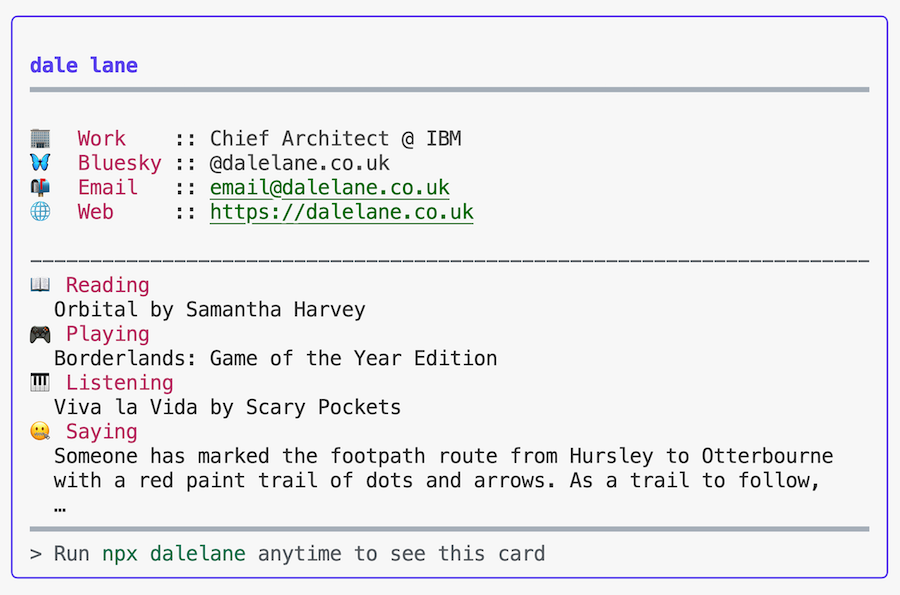 dale lane
Work :: Chief Architect @ IBM
Bluesky :: @dalelane.co.uk
Email :: email@dalelane.co.uk
Web :: https://dalelane.co.uk
Reading
Orbital by Samantha Harvey
Playing
Borderlands: Game of the Year Edition
Listening
Viva la Vida by Scary Pockets
Saying
Someone has marked the footpath route from Hursley to Otterbourne
with a red paint trail of dots and arrows. As a trail to follow,
…
> Run npx dalelane anytime to see this card